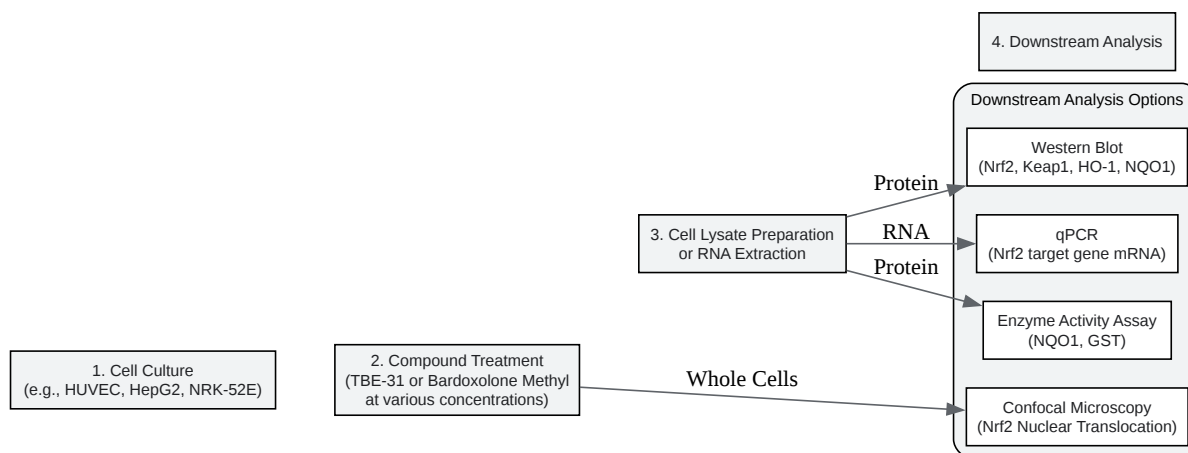 4. Downstream Analysis
Downstream Analysis Options
Western Blot
(Nrf2, Keap1, HO-1, NQO1)
Protein
3. Cell Lysate Preparation
or RNA Extraction
RNA
qPCR
(Nrf2 target gene mRNA)
Protein
Enzyme Activity Assay
(NQO1, GST)
1. Cell Culture
(e.g., HUVEC, HepG2, NRK-52E)
2. Compound Treatment
(TBE-31 or Bardoxolone Methyl
at various concentrations)
Whole Cells
Confocal Microscopy
(Nrf2 Nuclear Translocation)